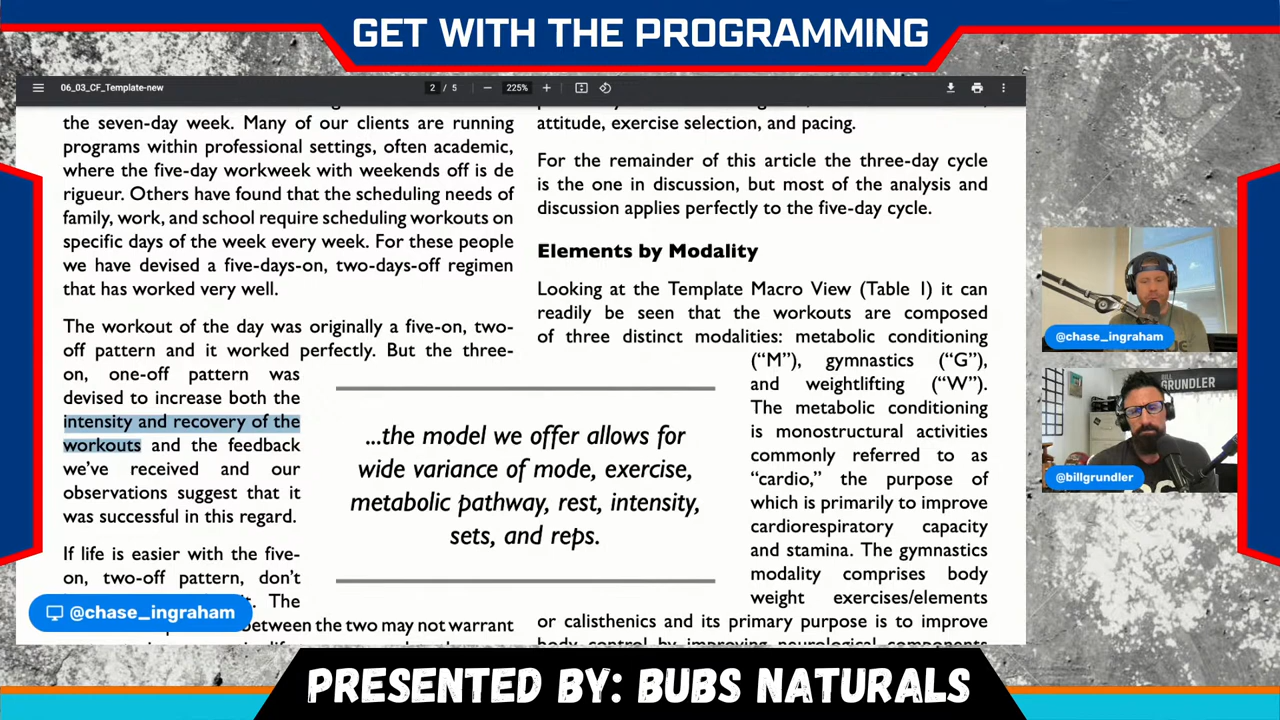 GET WITH THE PROGRAMMING
06_03_CF_Template-new
2 / 5
225%
the seven-day week. Many of our clients are running
programs within professional settings, often academic,
where the five-day workweek with weekends off is de
rigueur. Others have found that the scheduling needs of
family, work, and school require scheduling workouts on
specific days of the week every week. For these people
we have devised a five-days-on, two-days-off regimen
that has worked very well.
The workout of the day was originally a five-on, two-
off pattern and it worked perfectly. But the three-
on, one-off pattern was
devised to increase both the
intensity and recovery of the
workouts and the feedback
we've received and our
observations suggest that it
was successful in this regard.
If life is easier with the five-
on, two-off pattern, don't
The
between the two may not warrant
...the model we offer allows for
wide variance of mode, exercise,
metabolic pathway, rest, intensity,
sets, and reps.
attitude, exercise selection, and pacing.
For the remainder of this article the three-day cycle
is the one in discussion, but most of the analysis and
discussion applies perfectly to the five-day cycle.
Elements by Modality
Looking at the Template Macro View (Table 1) it can
readily be seen that the workouts are composed
of three distinct modalities: metabolic conditioning
("M"), gymnastics ("G"),
and weightlifting ("W").
The metabolic conditioning
is monostructural activities
commonly referred to as
"cardio," the purpose of
which is primarily to improve
cardiorespiratory capacity
and stamina. The gymnastics
modality comprises body
weight exercises/elements
or calisthenics and its primary purpose is to improve
body control by improving neurological components
@chase_ingraham
@chase_ingraham
BILL
GRUNDLER
@billgrundler
PRESENTED BY: BUBS NATURALS